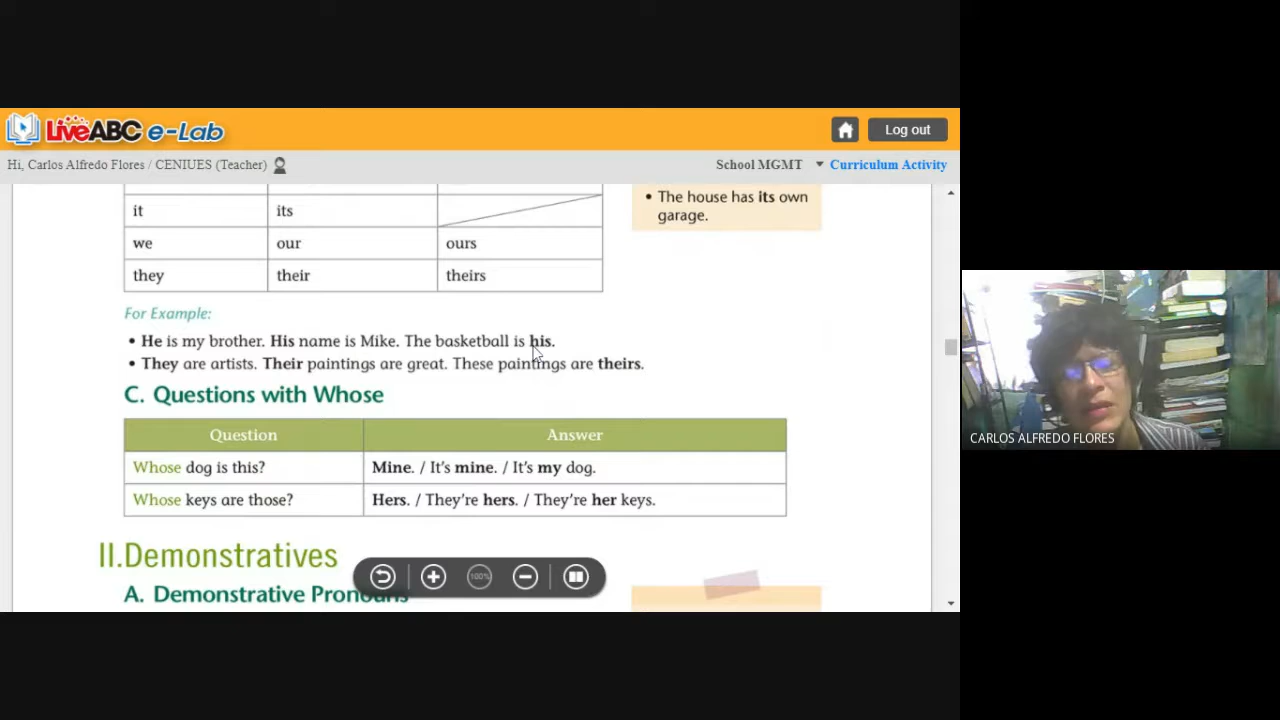 LiveABC e-Lab
Log out
Hi, Carlos Alfredo Flores / CENIUES (Teacher)
School MGMT
Curriculum Activity
• The house has its own
garage.
it its
we our ours
they their theirs
For Example:
• He is my brother. His name is Mike. The basketball is his.
• They are artists. Their paintings are great. These paintings are theirs.
C. Questions with Whose
Question Answer
Whose dog is this? Mine. / It's mine. / It's my dog.
Whose keys are those? Hers. / They're hers. / They're her keys.
II.Demonstratives
100%
A. Demonstrative Pronouns
CARLOS ALFREDO FLORES